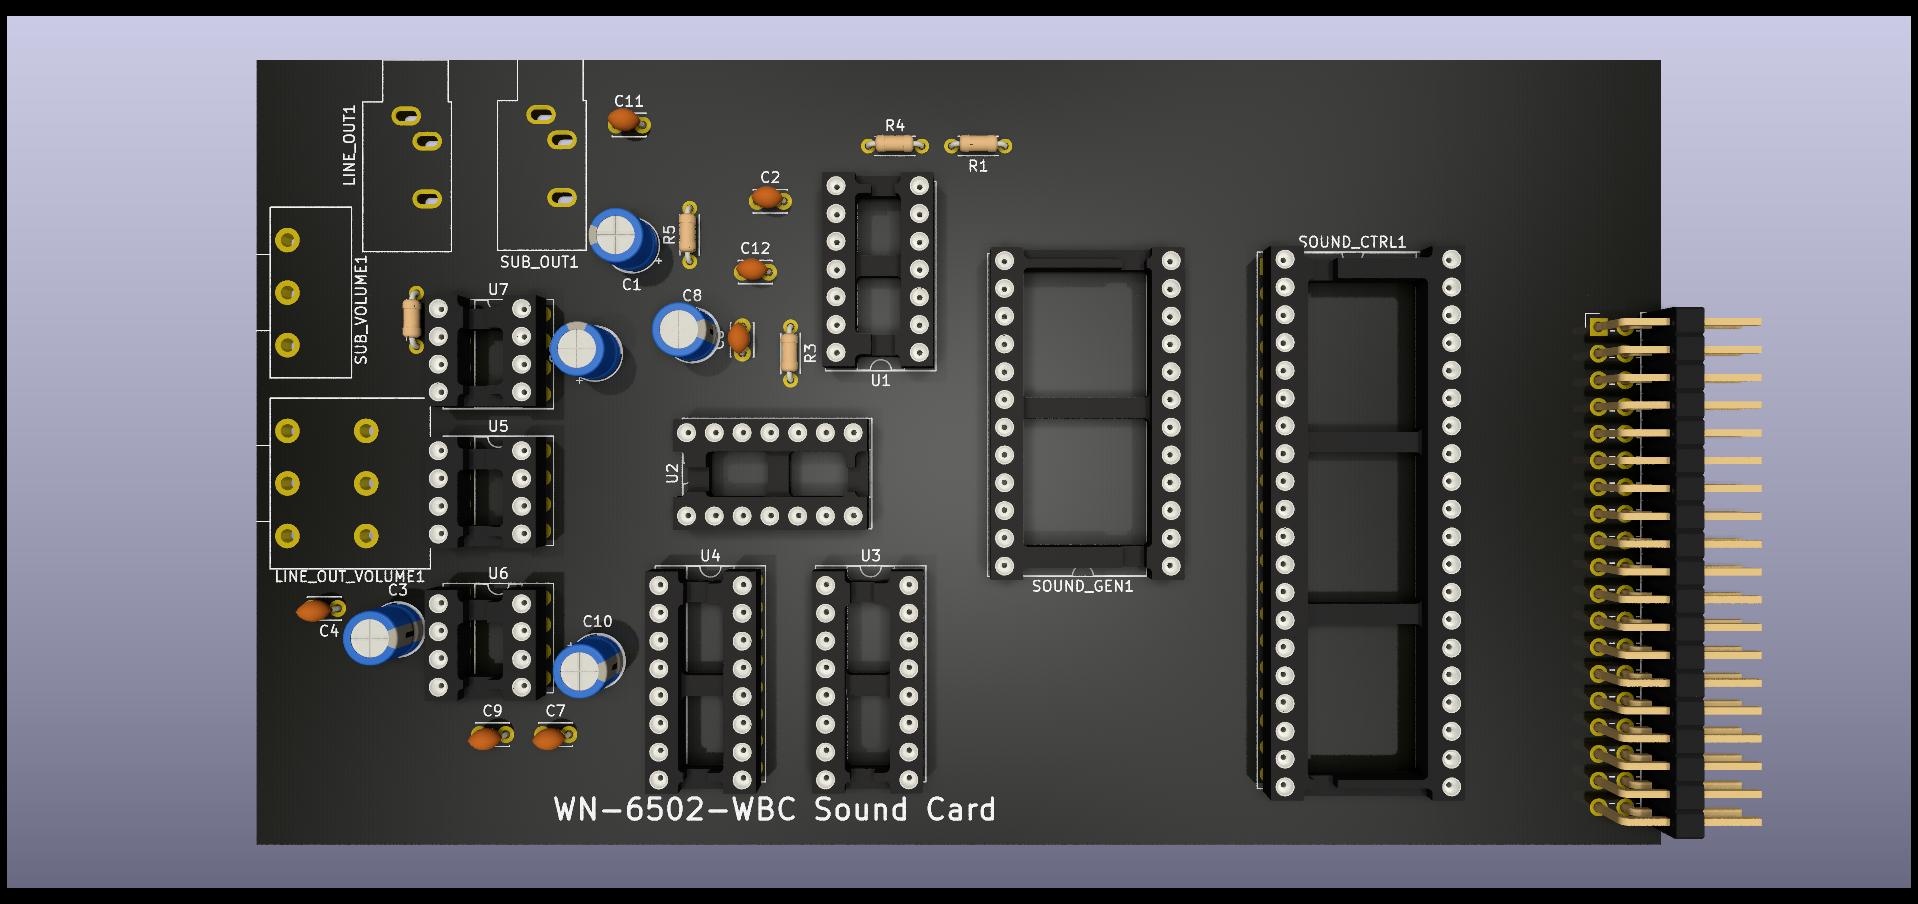 LINE_OUT1
SUB_OUT1
C11
R4
R1
C2
SUB_VOLUME1
R5
C12
C1
SOUND_CTRL1
U7
C8
R3
U1
U5
U2
LINE_OUT_VOLUME1
U6
C3
C4
C10
U4
U3
SOUND_GEN1
C9
C7
WN-6502-WBC Sound Card